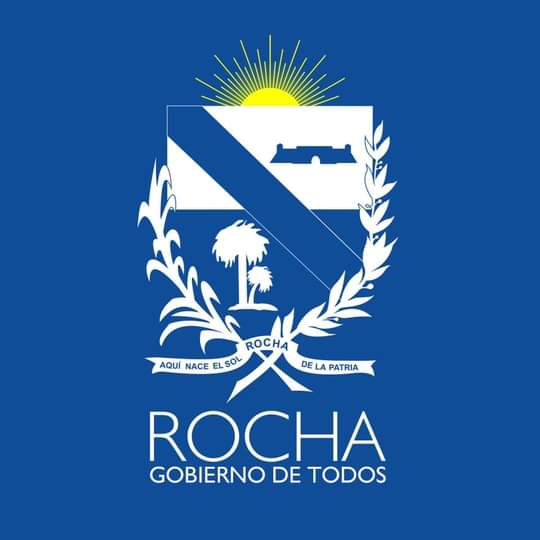 AQUÍ NACE EL SOL ROCHA DE LA PATRIA
ROCHA
GOBIERNO DE TODOS